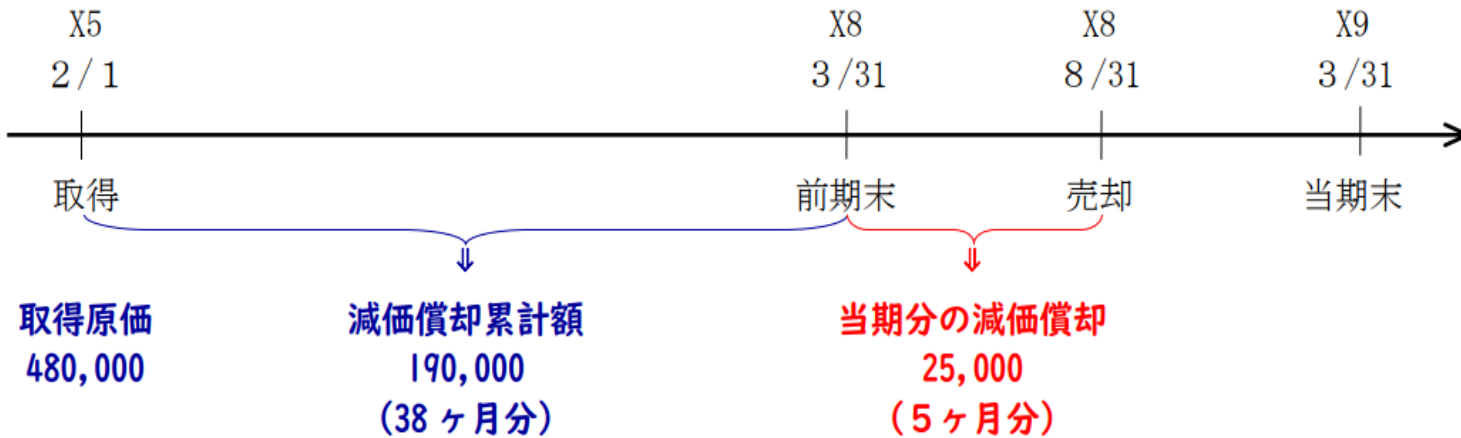 X5 X8 X8 X9
2/1 3/31 8/31 3/31
取得 前期末 売却 当期末
⇓ ⇓
取得原価 減価償却累計額 当期分の減価償却
480,000 190,000 25,000
(38 ヶ月分) (5ヶ月分)